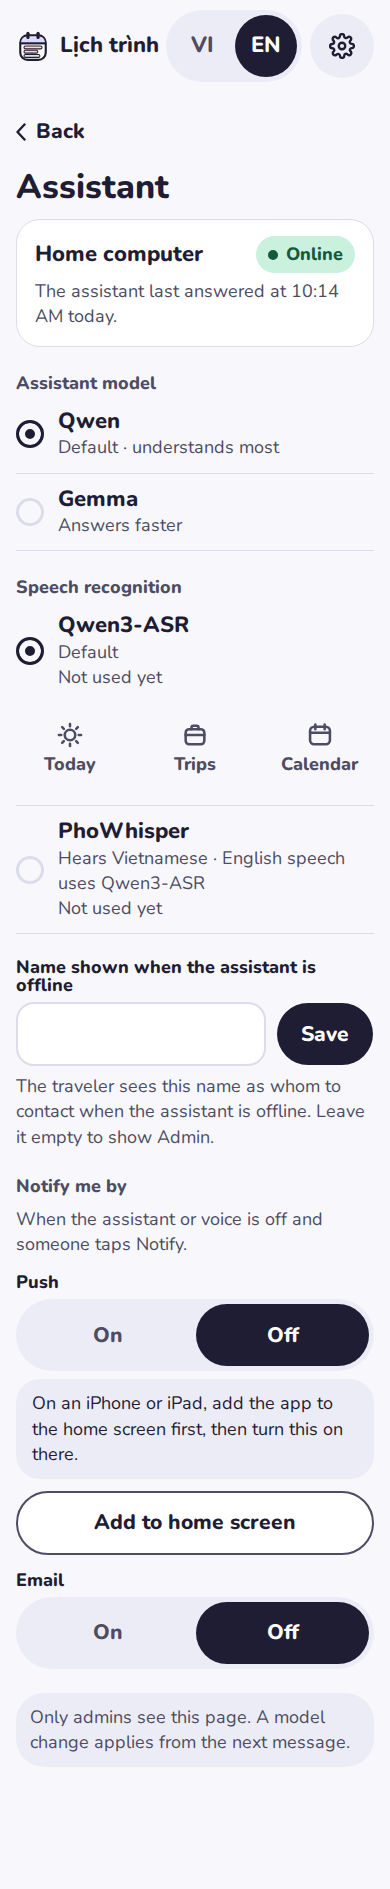 Lịch trình
VI
EN
Back
Assistant
Home computer
Online
The assistant last answered at 10:14
AM today.
Assistant model
Qwen
Default · understands most
Gemma
Answers faster
Speech recognition
Qwen3-ASR
Default
Not used yet
Today
Trips
Calendar
PhoWhisper
Hears Vietnamese · English speech
uses Qwen3-ASR
Not used yet
Name shown when the assistant is
offline
Save
The traveler sees this name as whom to
contact when the assistant is offline. Leave
it empty to show Admin.
Notify me by
When the assistant or voice is off and
someone taps Notify.
Push
On
Off
On an iPhone or iPad, add the app to
the home screen first, then turn this on
there.
Add to home screen
Email
On
Off
Only admins see this page. A model
change applies from the next message.